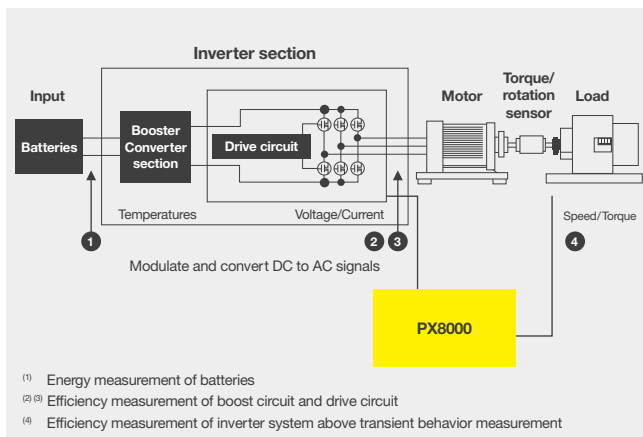 Inverter section
Input
Motor
Torque/
rotation
sensor
Load
Batteries
Booster
Converter
section
Drive circuit
Temperatures
Voltage/Current
Speed/Torque
1
2
3
4
Modulate and convert DC to AC signals
PX8000
(1) Energy measurement of batteries
(2) (3) Efficiency measurement of boost circuit and drive circuit
(4) Efficiency measurement of inverter system above transient behavior measurement